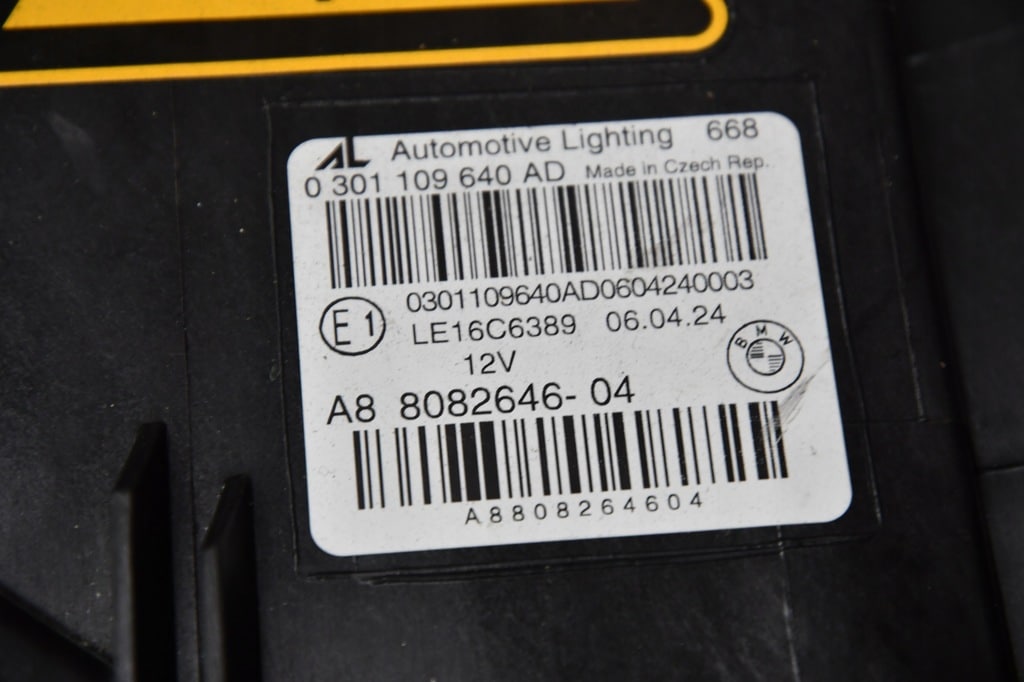 AL Automotive Lighting 668
0 301 109 640 AD Made in Czech Rep.
0301109640AD0604240003
E1 LE16C6389 06.04.24
BMW
12V
A8 8082646-04
A8808264604